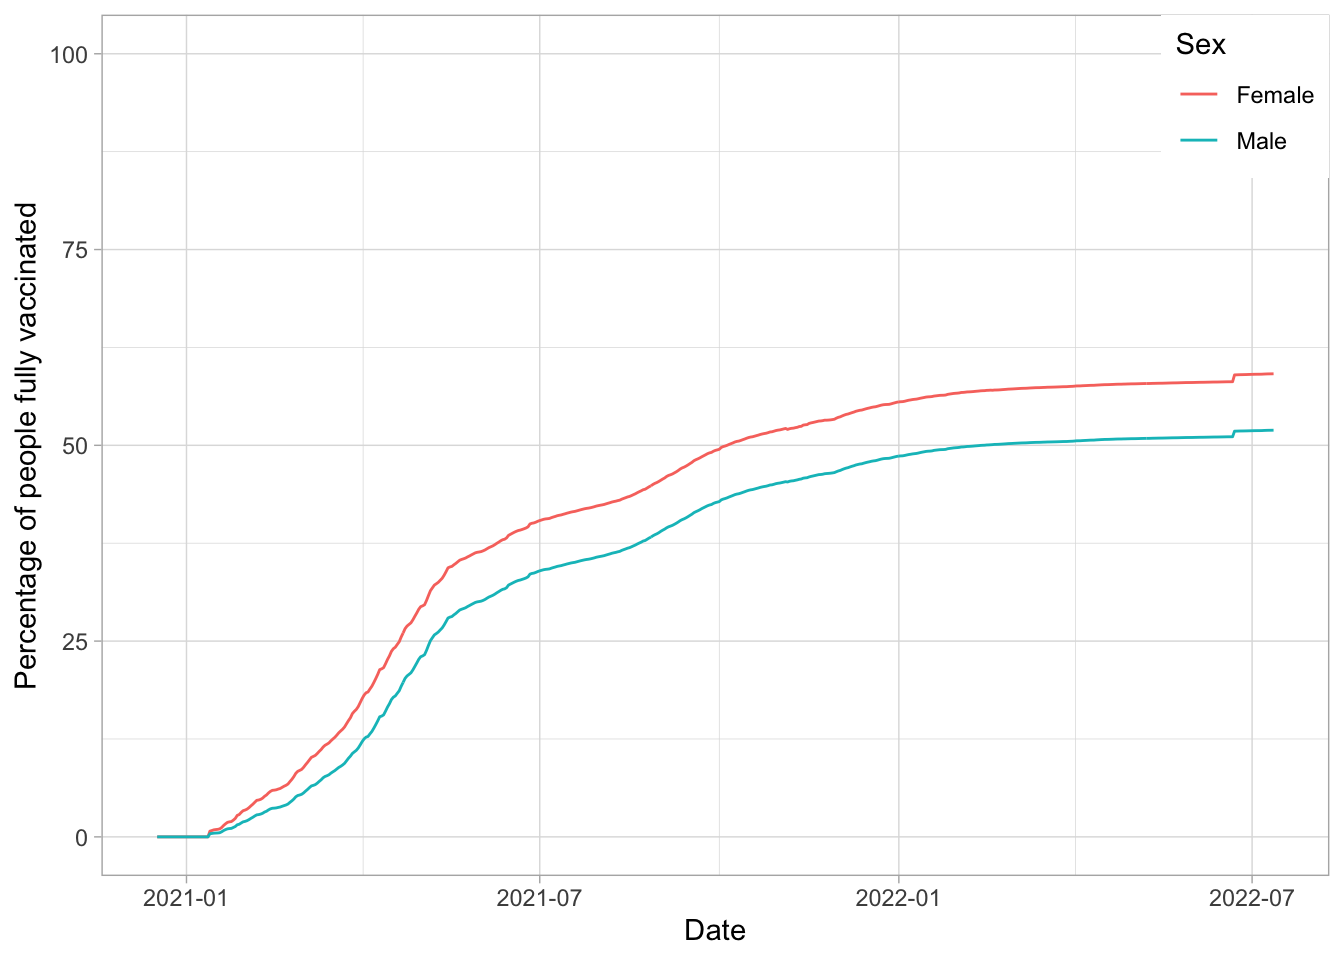 Sex
Female
Male
100
75
50
25
0
Percentage of people fully vaccinated
2021-01
2021-07
2022-01
2022-07
Date